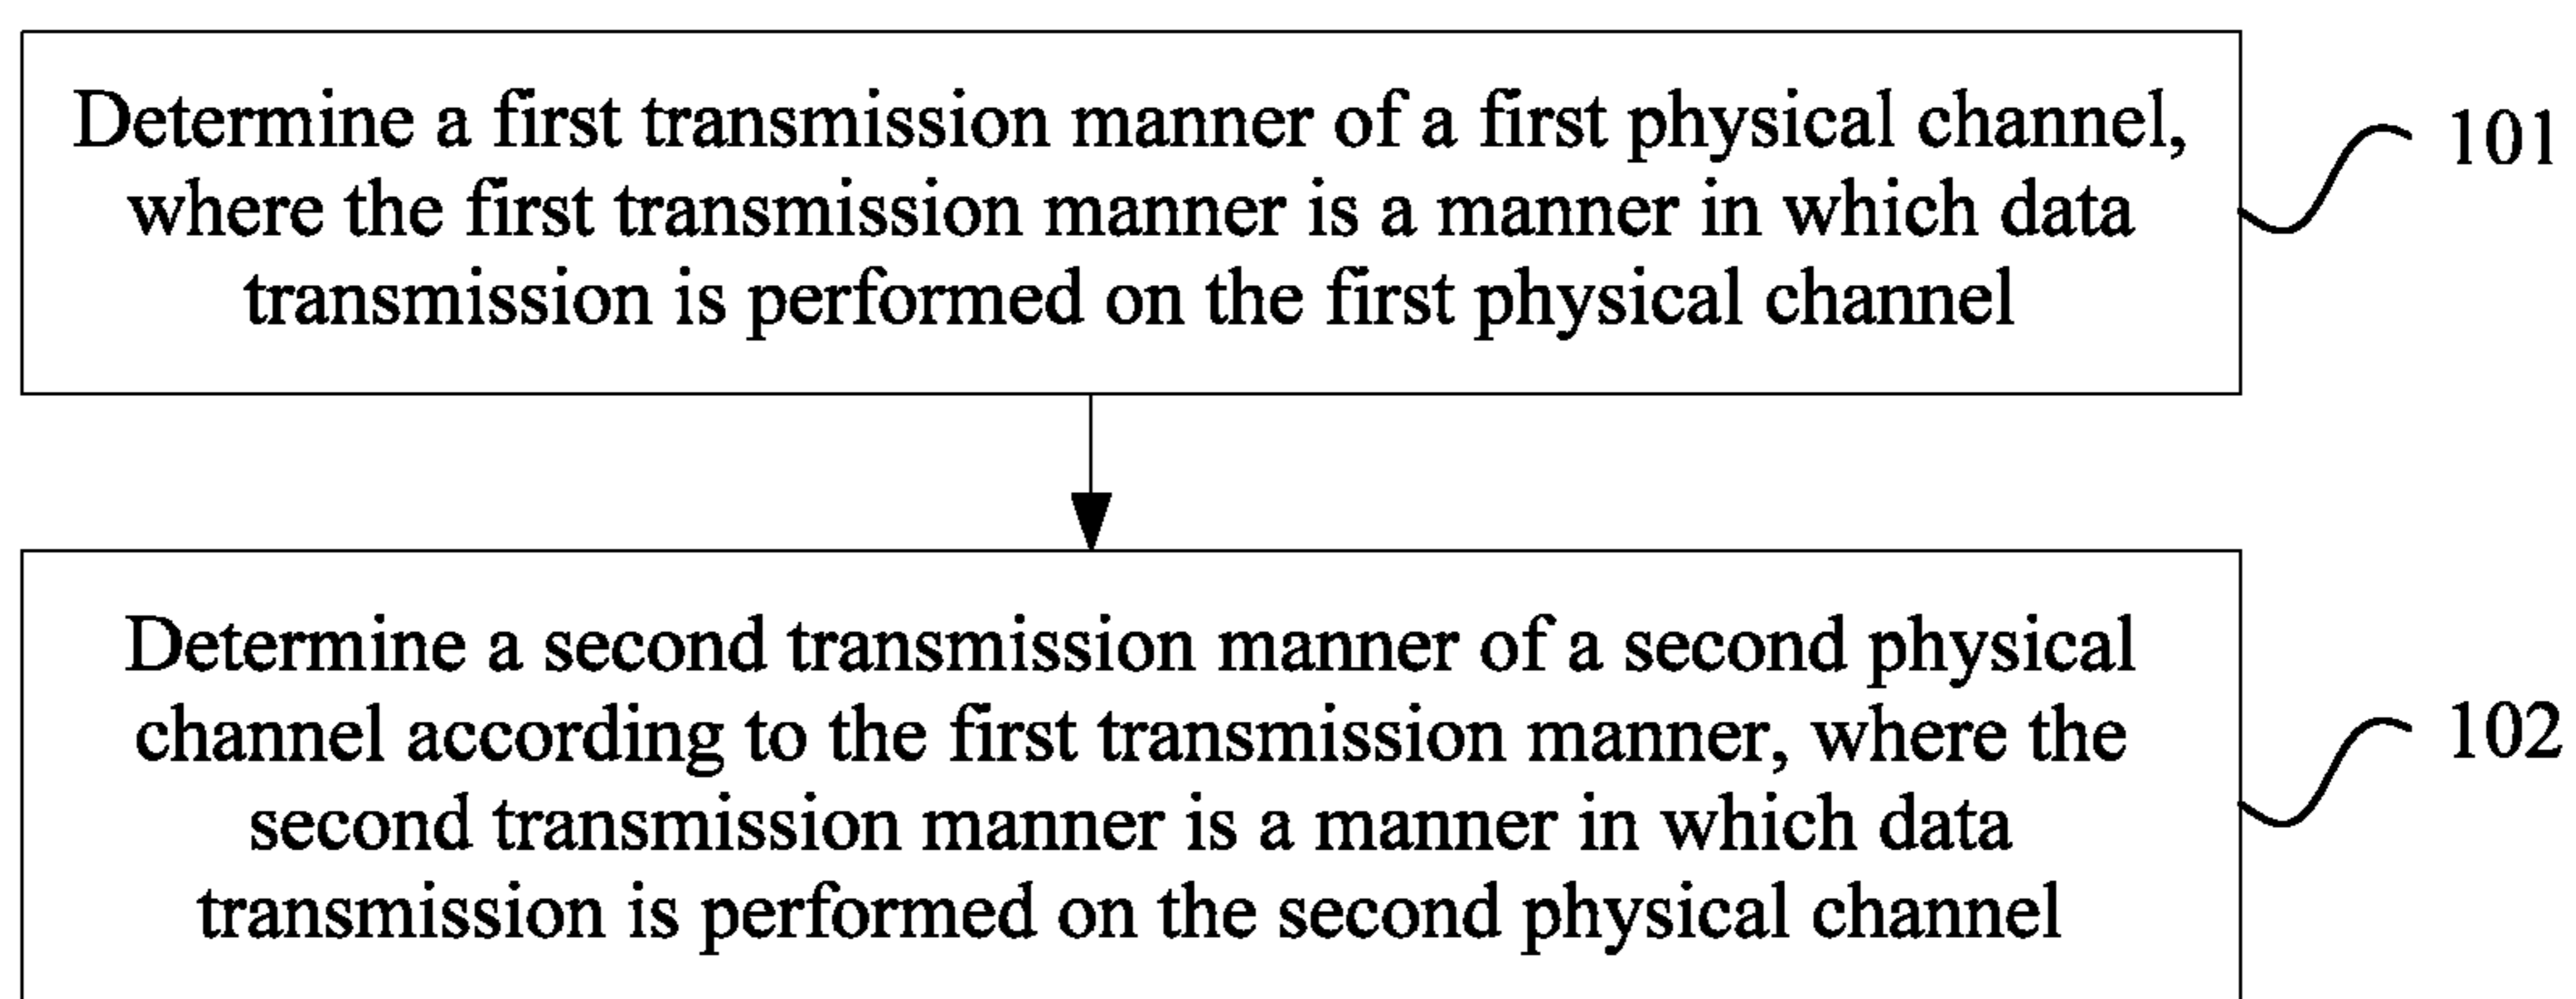 Determine a first transmission manner of a first physical channel,
where the first transmission manner is a manner in which data
transmission is performed on the first physical channel
101
Determine a second transmission manner of a second physical
channel according to the first transmission manner, where the
second transmission manner is a manner in which data
transmission is performed on the second physical channel
102